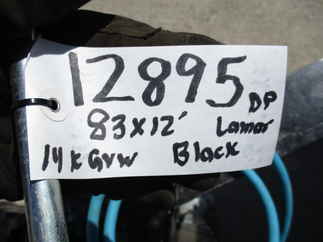 12895 DP
83x12' Lamar
14K GVW Black